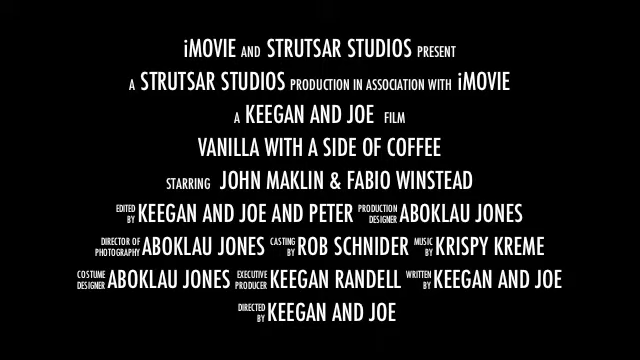 iMOVIE AND STRUTSAR STUDIOS PRESENT
A STRUTSAR STUDIOS PRODUCTION IN ASSOCIATION WITH iMOVIE
A KEEGAN AND JOE FILM
VANILLA WITH A SIDE OF COFFEE
STARRING JOHN MAKLIN & FABIO WINSTEAD
EDITED BY KEEGAN AND JOE AND PETER PRODUCTION DESIGNER ABOKLAU JONES
DIRECTOR OF PHOTOGRAPHY ABOKLAU JONES CASTING BY ROB SCHNIDER MUSIC BY KRISPY KREME
COSTUME DESIGNER ABOKLAU JONES EXECUTIVE PRODUCER KEEGAN RANDELL WRITTEN BY KEEGAN AND JOE
DIRECTED BY KEEGAN AND JOE